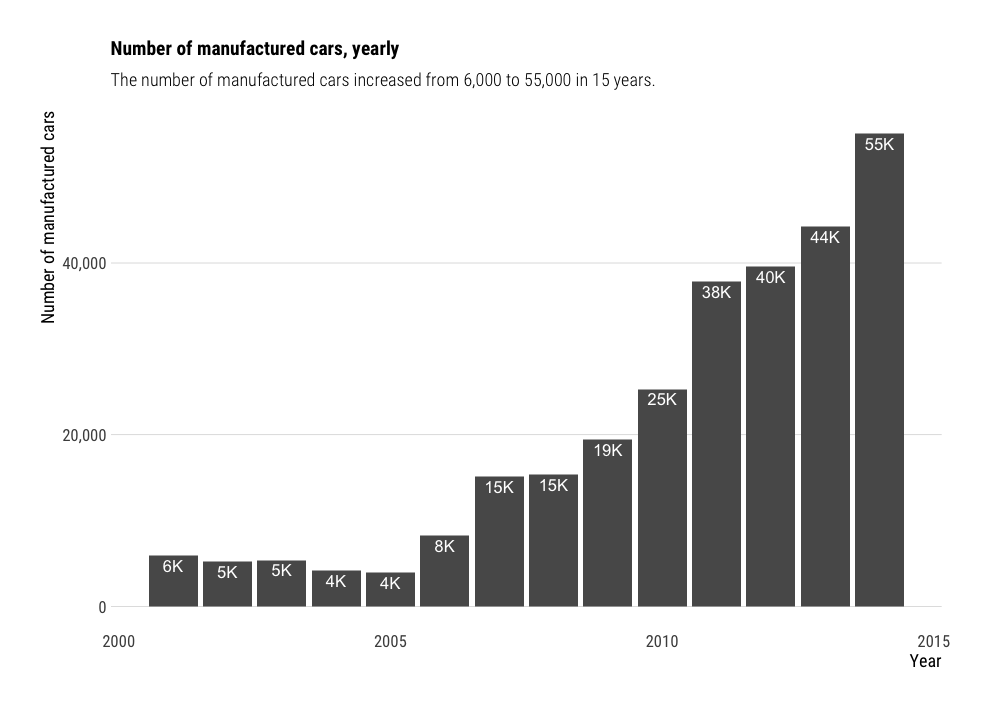 Number of manufactured cars, yearly
The number of manufactured cars increased from 6,000 to 55,000 in 15 years.
Number of manufactured cars
40,000
20,000
0
6K
5K
5K
4K
4K
8K
15K
15K
19K
25K
38K
40K
44K
55K
2000
2005
2010
2015
Year